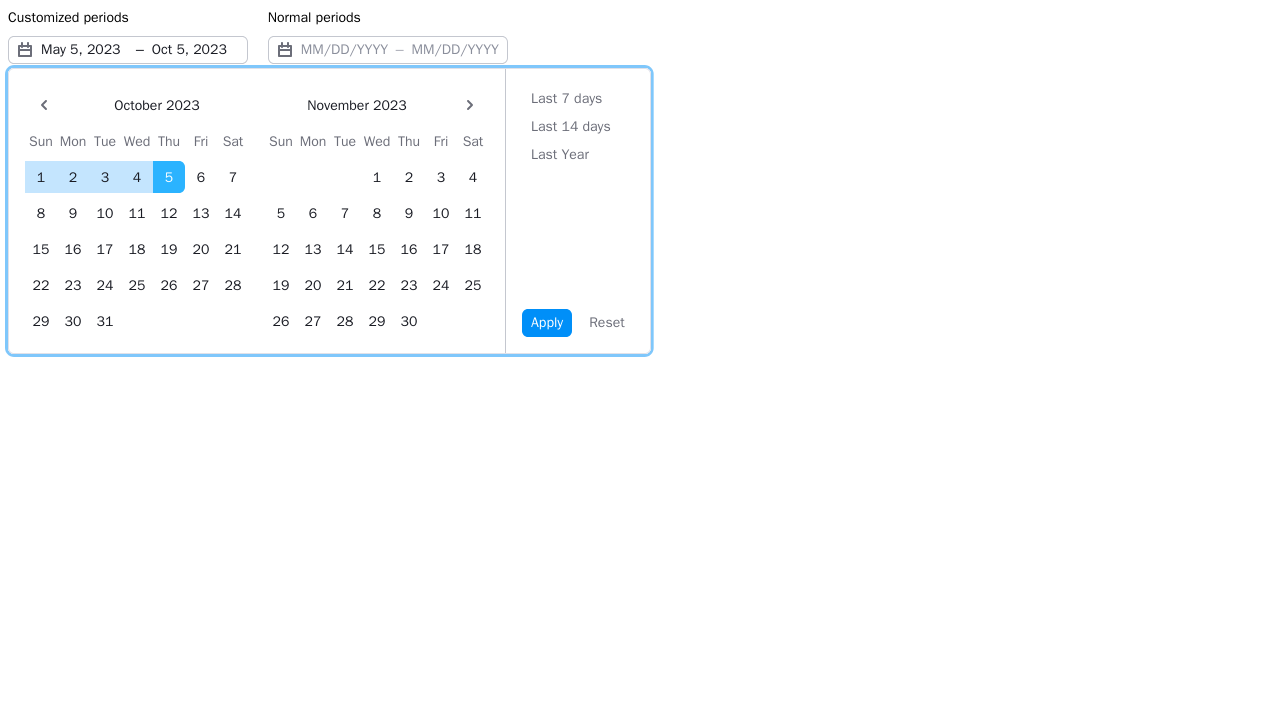 Customized periods
Normal periods
May 5, 2023 – Oct 5, 2023
MM/DD/YYYY – MM/DD/YYYY
October 2023
Sun Mon Tue Wed Thu Fri Sat
1 2 3 4 5 6 7
8 9 10 11 12 13 14
15 16 17 18 19 20 21
22 23 24 25 26 27 28
29 30 31
November 2023
Sun Mon Tue Wed Thu Fri Sat
1 2 3 4
5 6 7 8 9 10 11
12 13 14 15 16 17 18
19 20 21 22 23 24 25
26 27 28 29 30
Last 7 days
Last 14 days
Last Year
Apply Reset